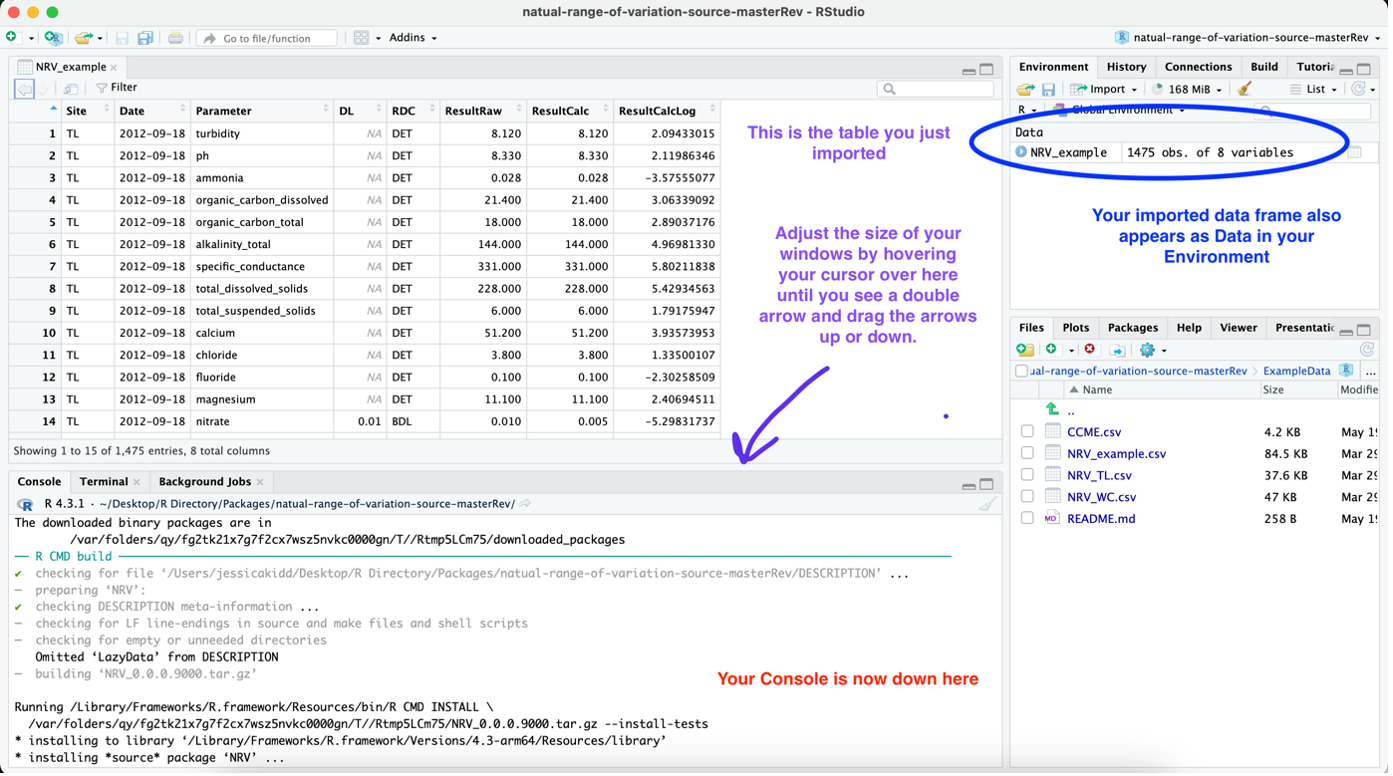 natual-range-of-variation-source-masterRev - RStudio
Go to file/function Addins natual-range-of-variation-source-masterRev
NRV_example
Filter
Site Date Parameter DL RDC ResultRaw ResultCalc ResultCalcLog
1 TL 2012-09-18 turbidity NA DET 8.120 8.120 2.09433015
2 TL 2012-09-18 ph NA DET 8.330 8.330 2.11986346
3 TL 2012-09-18 ammonia NA DET 0.028 0.028 -3.57555077
4 TL 2012-09-18 organic_carbon_dissolved NA DET 21.400 21.400 3.06339092
5 TL 2012-09-18 organic_carbon_total NA DET 18.000 18.000 2.89037176
6 TL 2012-09-18 alkalinity_total NA DET 144.000 144.000 4.96981330
7 TL 2012-09-18 specific_conductance NA DET 331.000 331.000 5.80211838
8 TL 2012-09-18 total_dissolved_solids NA DET 228.000 228.000 5.42934563
9 TL 2012-09-18 total_suspended_solids NA DET 6.000 6.000 1.79175947
10 TL 2012-09-18 calcium NA DET 51.200 51.200 3.93573953
11 TL 2012-09-18 chloride NA DET 3.800 3.800 1.33500107
12 TL 2012-09-18 fluoride NA DET 0.100 0.100 -2.30258509
13 TL 2012-09-18 magnesium NA DET 11.100 11.100 2.40694511
14 TL 2012-09-18 nitrate 0.01 BDL 0.010 0.005 -5.29831737
Showing 1 to 15 of 1,475 entries, 8 total columns
This is the table you just
imported
Adjust the size of your
windows by hovering
your cursor over here
until you see a double
arrow and drag the arrows
up or down.
Console Terminal Background Jobs
R 4.3.1 · ~/Desktop/R Directory/Packages/natual-range-of-variation-source-masterRev/
The downloaded binary packages are in
/var/folders/qy/fg2tk21x7g7f2cx7wsz5nvkc0000gn/T//Rtmp5LCm75/downloaded_packages
── R CMD build ──
✔ checking for file ‘/Users/jessicakidd/Desktop/R Directory/Packages/natual-range-of-variation-source-masterRev/DESCRIPTION’ ...
─ preparing ‘NRV’:
✔ checking DESCRIPTION meta-information ...
─ checking for LF line-endings in source and make files and shell scripts
─ checking for empty or unneeded directories
Omitted ‘LazyData’ from DESCRIPTION
─ building ‘NRV_0.0.0.9000.tar.gz’
Running /Library/Frameworks/R.framework/Resources/bin/R CMD INSTALL \
/var/folders/qy/fg2tk21x7g7f2cx7wsz5nvkc0000gn/T//Rtmp5LCm75/NRV_0.0.0.9000.tar.gz --install-tests
* installing to library ‘/Library/Frameworks/R.framework/Versions/4.3-arm64/Resources/library’
* installing *source* package ‘NRV’ ...
Your Console is now down here
Environment History Connections Build Tutoria
Import 168 MiB List
R Global Environment
Data
NRV_example 1475 obs. of 8 variables
Your imported data frame also
appears as Data in your
Environment
Files Plots Packages Help Viewer Presentatic
ual-range-of-variation-source-masterRev ExampleData ...
Name Size Modifie
..
CCME.csv 4.2 KB May 19
NRV_example.csv 84.5 KB Mar 29
NRV_TL.csv 37.6 KB Mar 29
NRV_WC.csv 47 KB Mar 29
MD README.md 258 B May 19